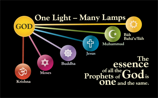 One Light – Many Lamps
GOD
Báb
Bahá'u'lláh
Muhammad
Jesus
Buddha
Moses
Krishna
The
essence
of all the
Prophets of God is
one and the same.